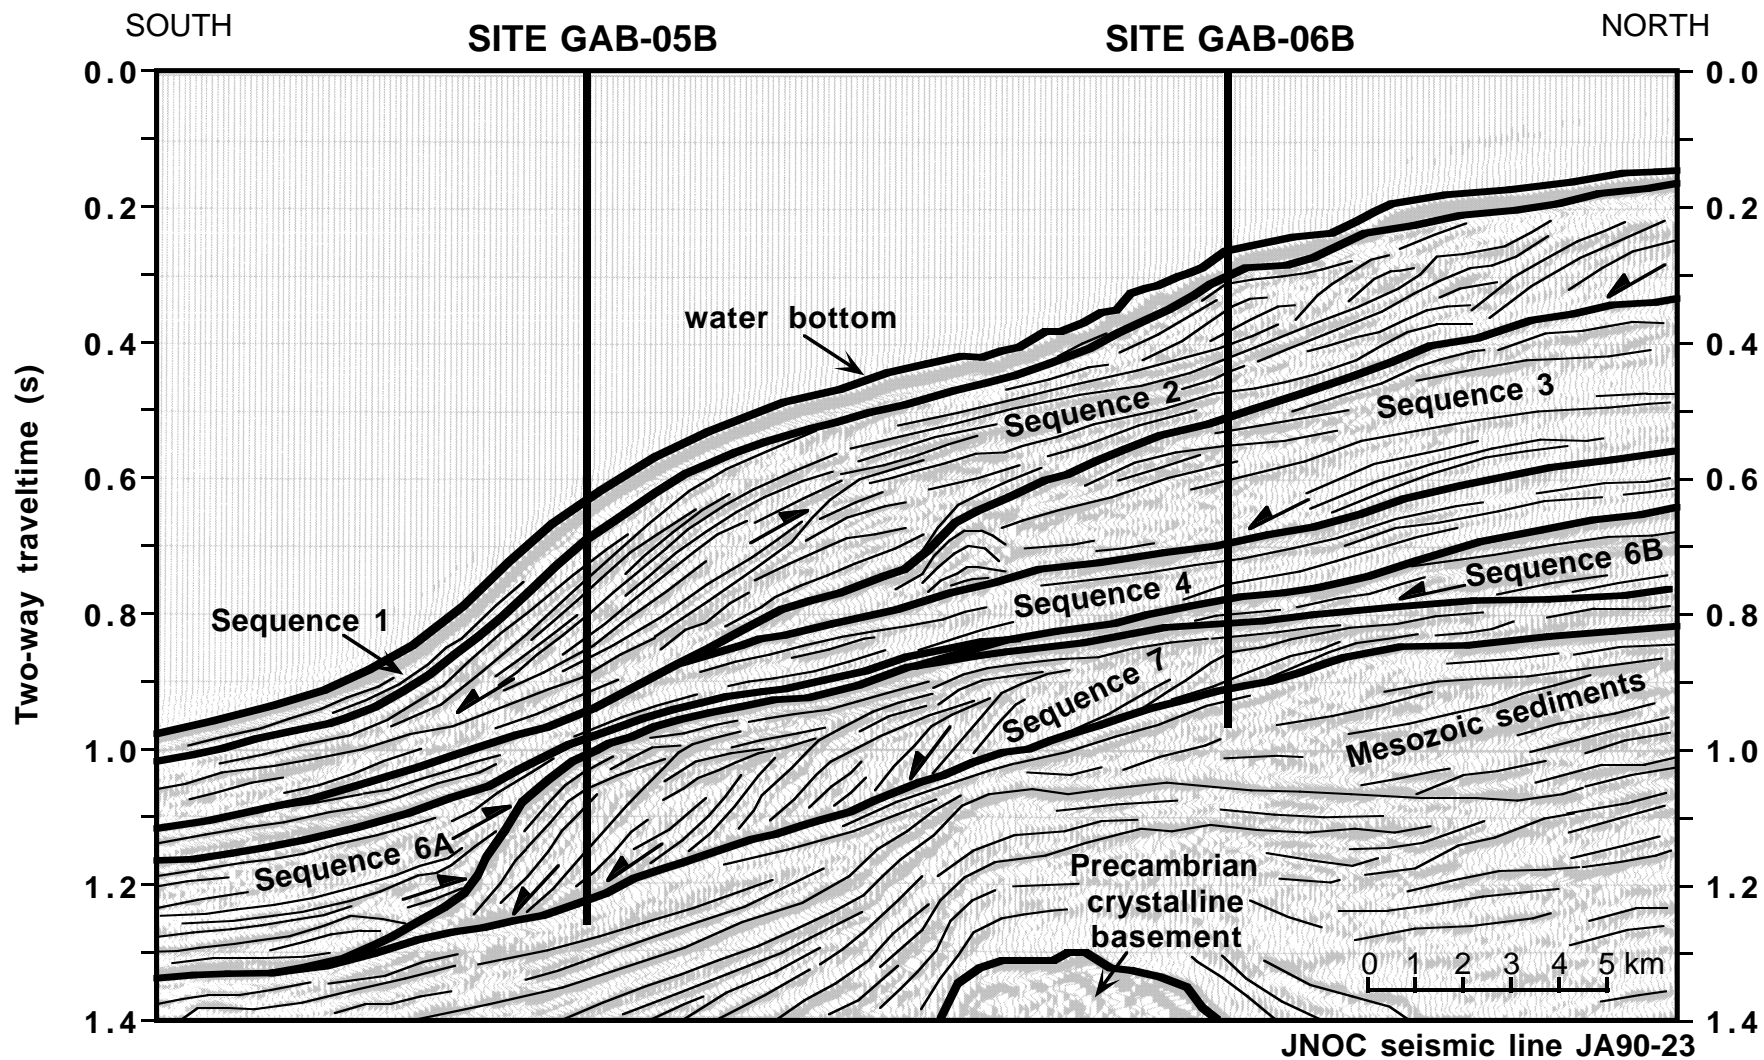 SOUTH
SITE GAB-05B
SITE GAB-06B
NORTH
0.0
0.2
0.4
0.6
0.8
1.0
1.2
1.4
Two-way traveltime (s)
0.0
0.2
0.4
0.6
0.8
1.0
1.2
1.4
water bottom
Sequence 1
Sequence 2
Sequence 3
Sequence 4
Sequence 6B
Sequence 7
Sequence 6A
Mesozoic sediments
Precambrian
crystalline
basement
0 1 2 3 4 5 km
JNOC seismic line JA90-23